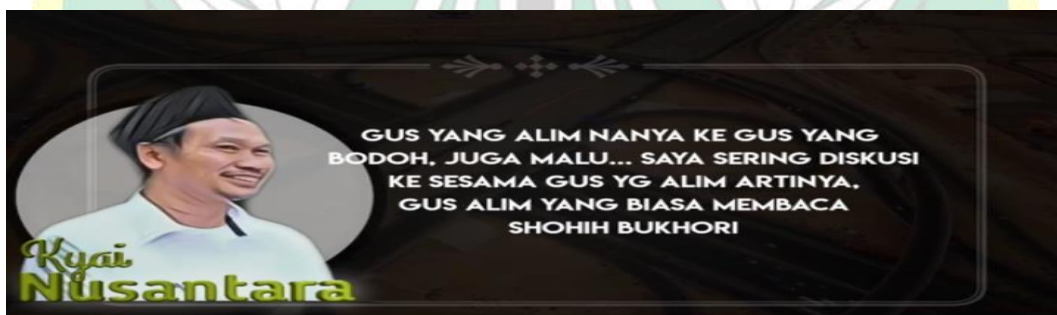 GUS YANG ALIM NANYA KE GUS YANG
BODOH, JUGA MALU... SAYA SERING DISKUSI
KE SESAMA GUS YG ALIM ARTINYA,
GUS ALIM YANG BIASA MEMBACA
SHOHIH BUKHORI
Kyai
Nusantara